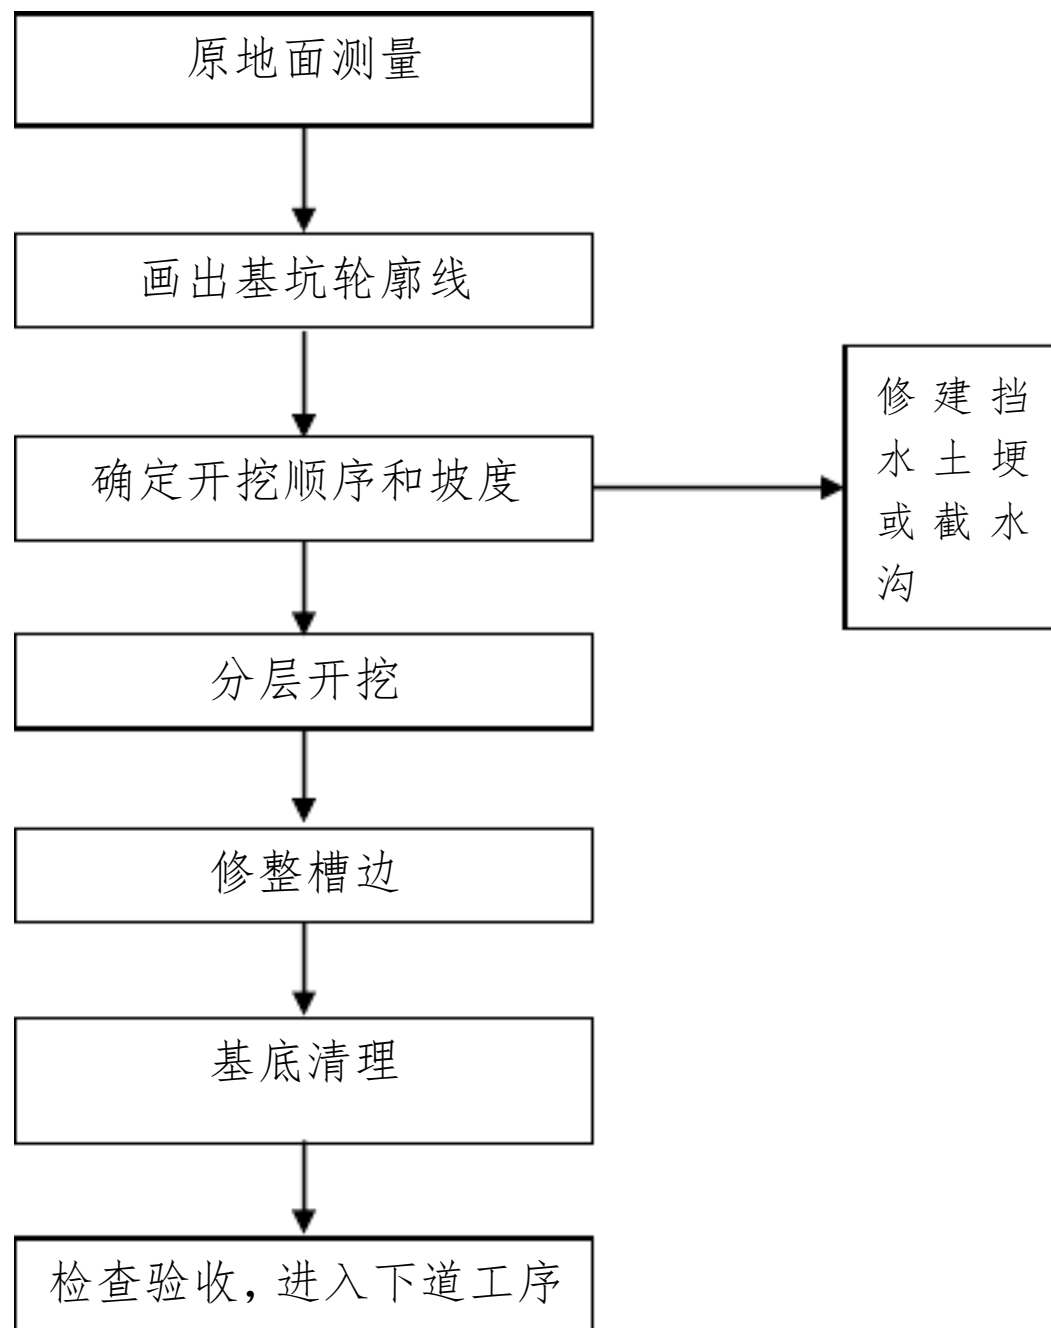 原地面测量
画出基坑轮廓线
确定开挖顺序和坡度
修建挡
水土埂
或截水
沟
分层开挖
修整槽边
基底清理
检查验收,进入下道工序